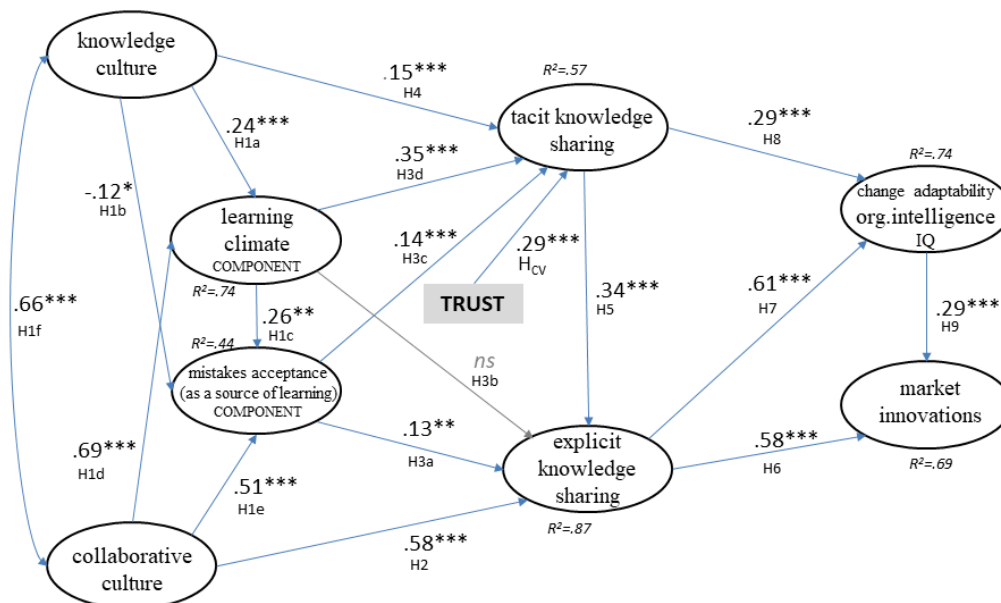 knowledge
culture
.15***
H4
R²=.57
tacit knowledge
sharing
.29***
H8
R²=.74
change adaptability
org.intelligence
IQ
.24***
H1a
-.12*
H1b
.35***
H3d
learning
climate
COMPONENT
R²=.74
.14***
H3c
.29***
HCV
TRUST
.34***
H5
.61***
H7
.29***
H9
.66***
H1f
.26**
H1c
R²=.44
mistakes acceptance
(as a source of learning)
COMPONENT
ns
H3b
market
innovations
R²=.69
.69***
H1d
.51***
H1e
.13**
H3a
explicit
knowledge
sharing
R²=.87
.58***
H6
collaborative
culture
.58***
H2